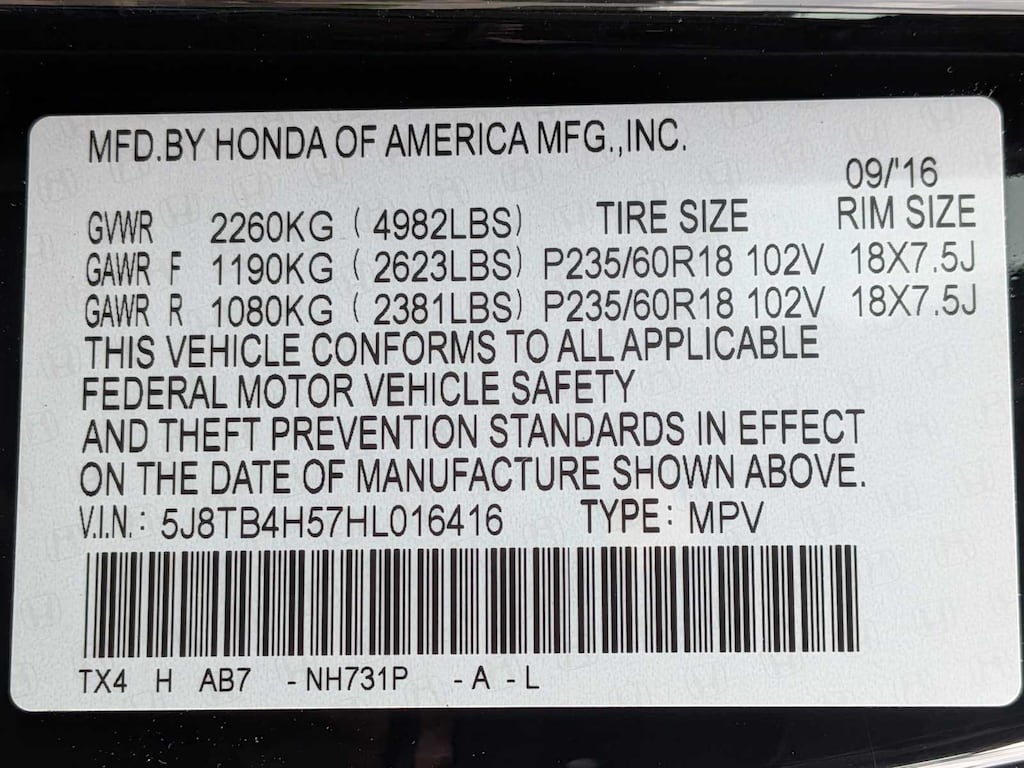 MFD.BY HONDA OF AMERICA MFG.,INC.
09/'16
GVWR 2260KG (4982LBS) TIRE SIZE RIM SIZE
GAWR F 1190KG (2623LBS) P235/60R18 102V 18X7.5J
GAWR R 1080KG (2381LBS) P235/60R18 102V 18X7.5J
THIS VEHICLE CONFORMS TO ALL APPLICABLE
FEDERAL MOTOR VEHICLE SAFETY
AND THEFT PREVENTION STANDARDS IN EFFECT
ON THE DATE OF MANUFACTURE SHOWN ABOVE.
V.I.N.: 5J8TB4H57HL016416 TYPE: MPV
TX4 H AB7 -NH731P -A -L